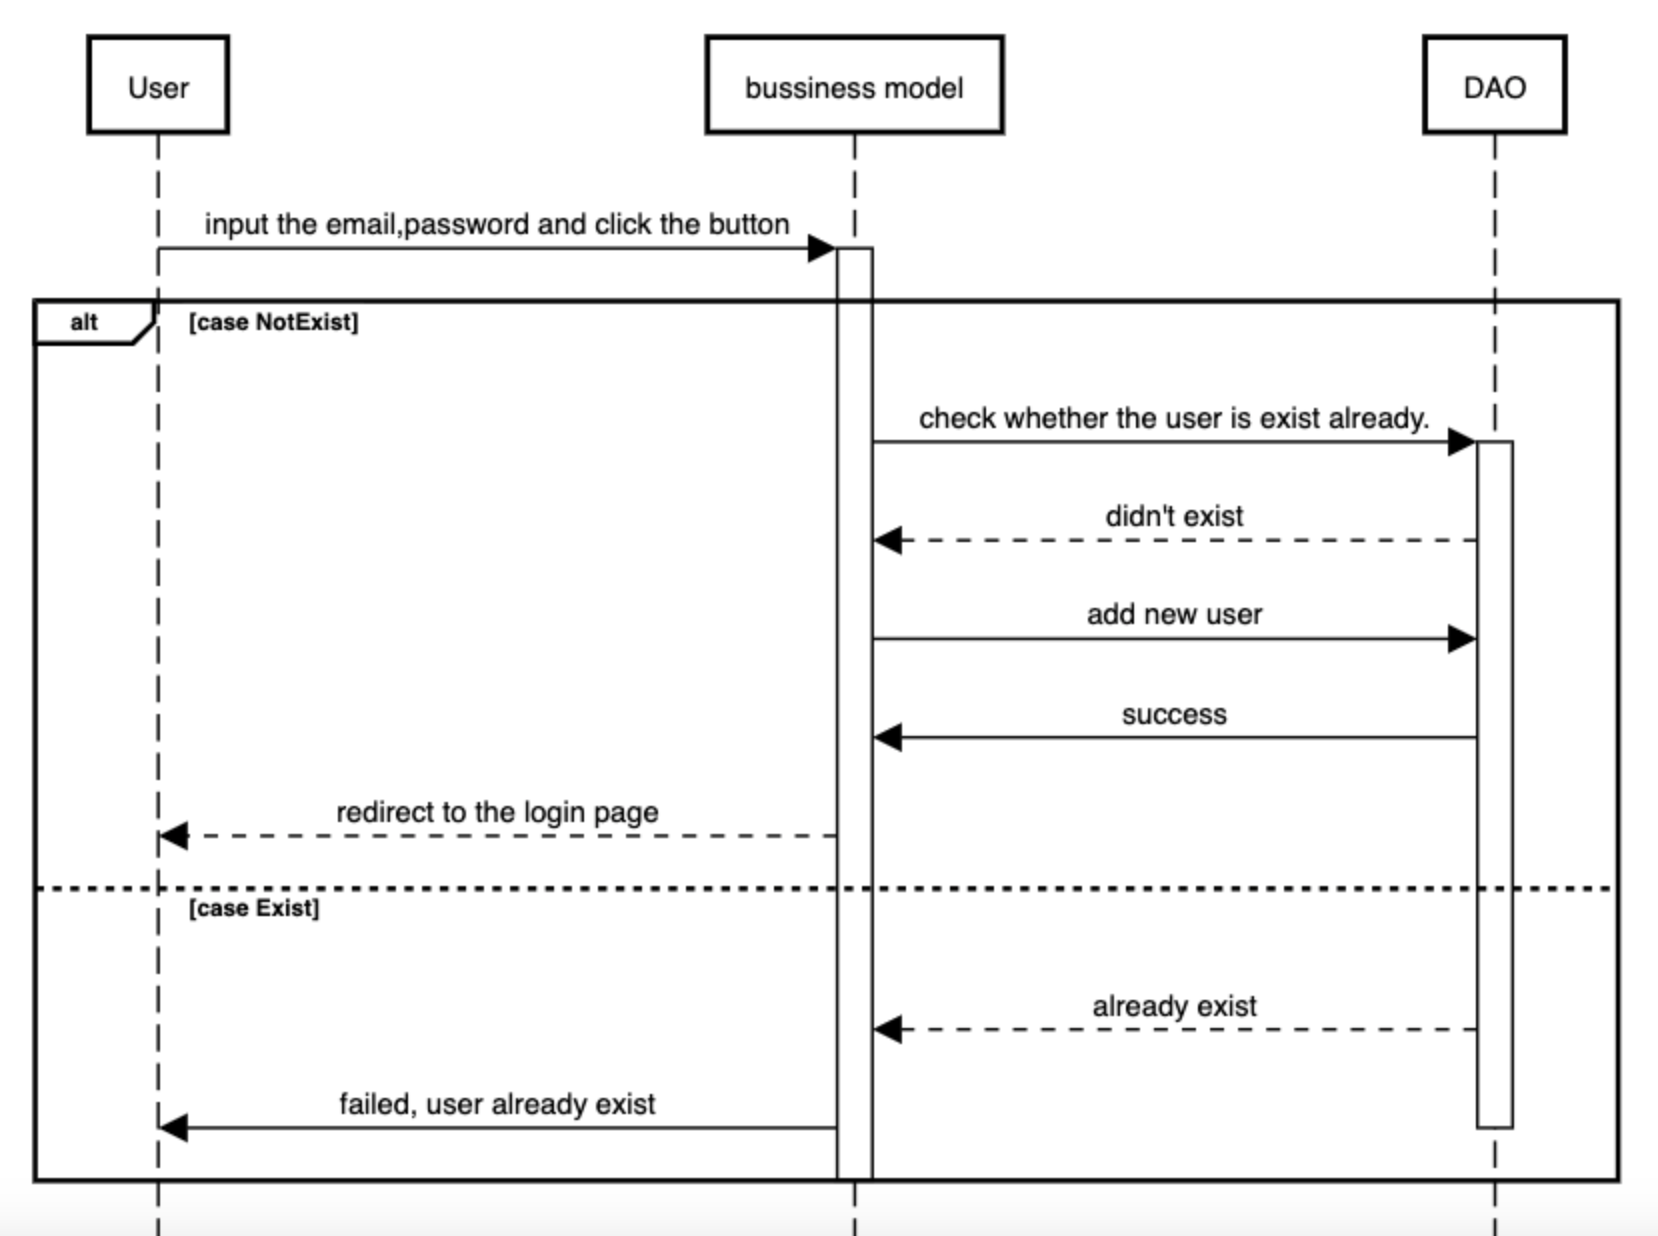 User
bussiness model
DAO
input the email,password and click the button
alt
[case NotExist]
check whether the user is exist already.
didn't exist
add new user
success
redirect to the login page
[case Exist]
already exist
failed, user already exist